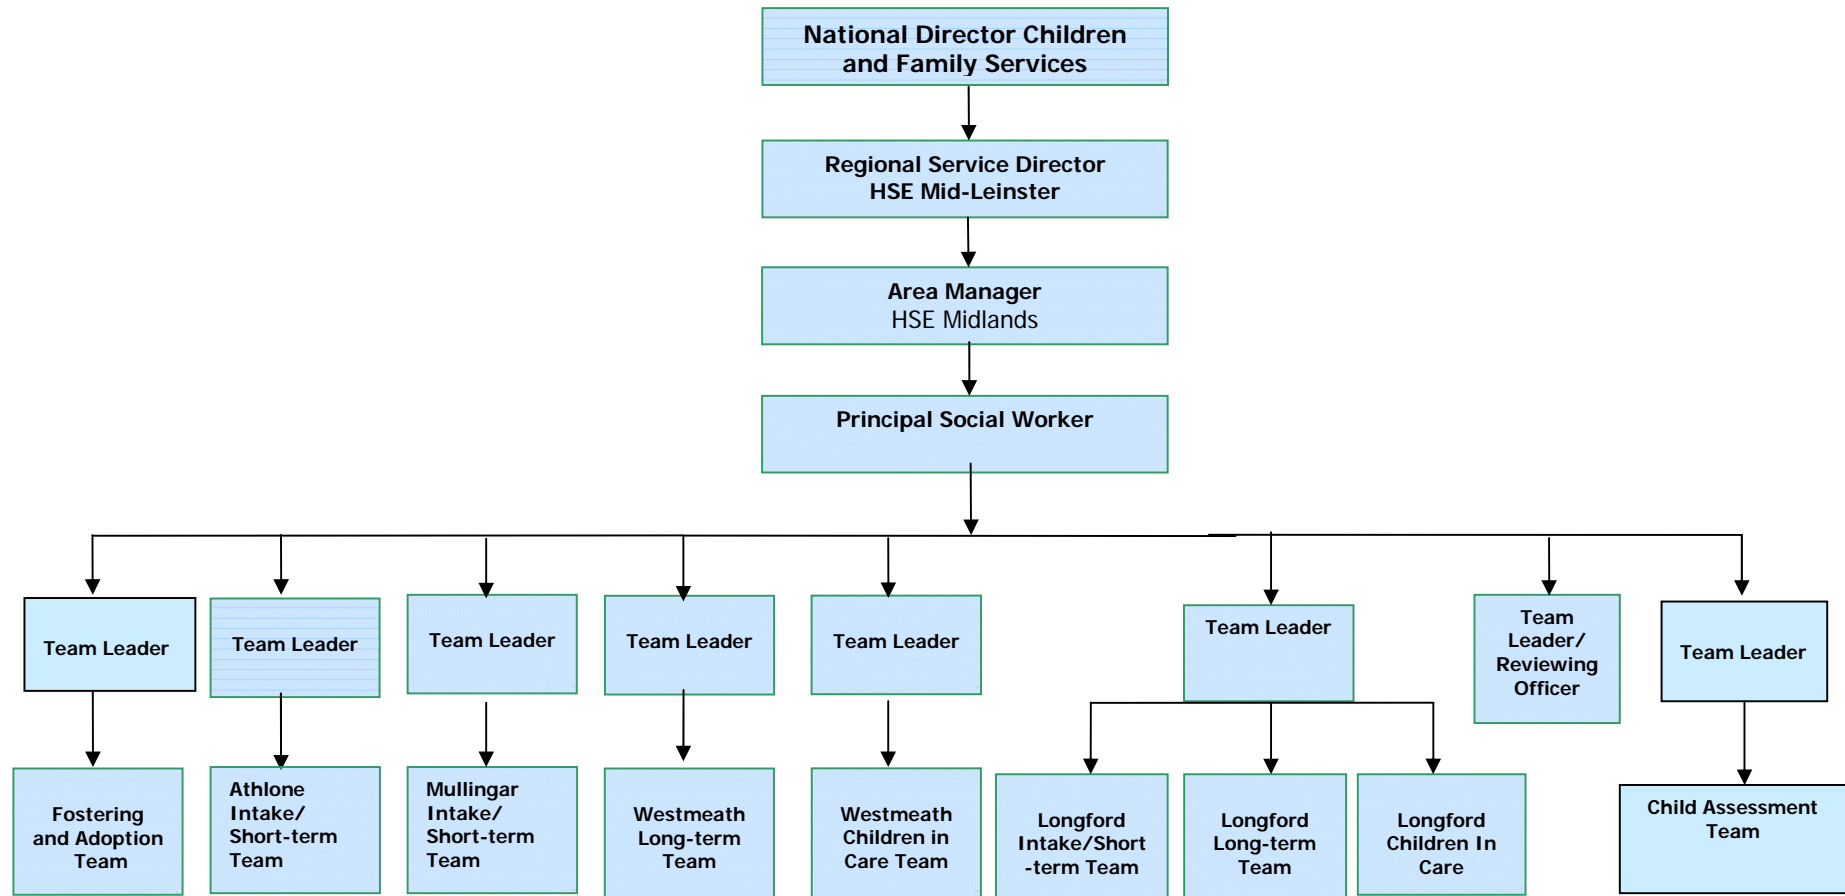 National Director Children
and Family Services
Regional Service Director
HSE Mid-Leinster
Area Manager
HSE Midlands
Principal Social Worker
Team Leader
Team Leader
Team Leader
Team Leader
Team Leader
Team Leader
Team
Leader/
Reviewing
Officer
Team Leader
Fostering
and Adoption
Team
Athlone
Intake/
Short-term
Team
Mullingar
Intake/
Short-term
Team
Westmeath
Long-term
Team
Westmeath
Children in
Care Team
Longford
Intake/Short
-term Team
Longford
Long-term
Team
Longford
Children In
Care
Child Assessment
Team